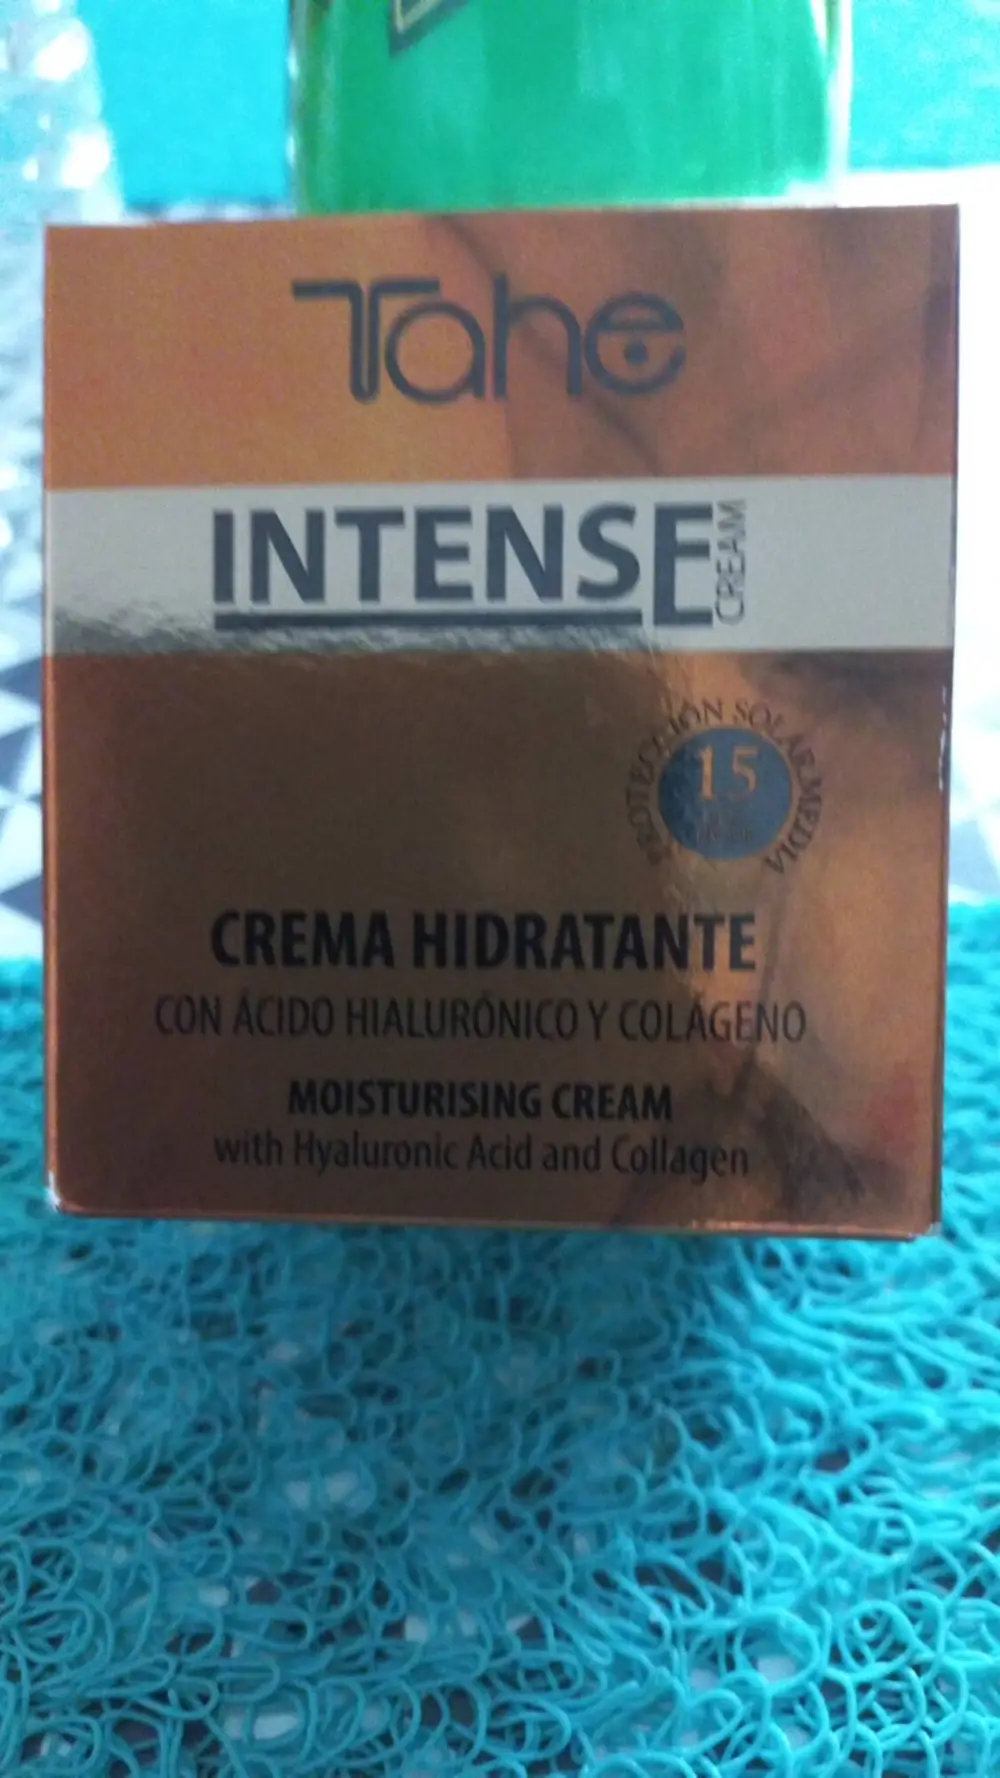 Tahe
INTENSE
CREAM
PROTECCIÓN SOLAR MEDIA
15
CREMA HIDRATANTE
CON ÁCIDO HIALURÓNICO Y COLÁGENO
MOISTURISING CREAM
with Hyaluronic Acid and Collagen